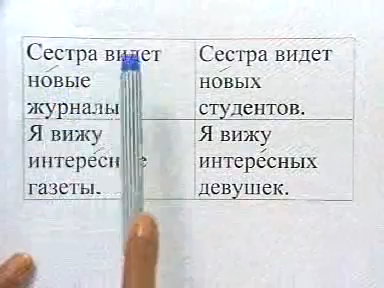 Сестра видет
новые
журналы
Сестра видет
новых
студентов.
Я вижу
газеты.
Я вижу
интересных
девушек.